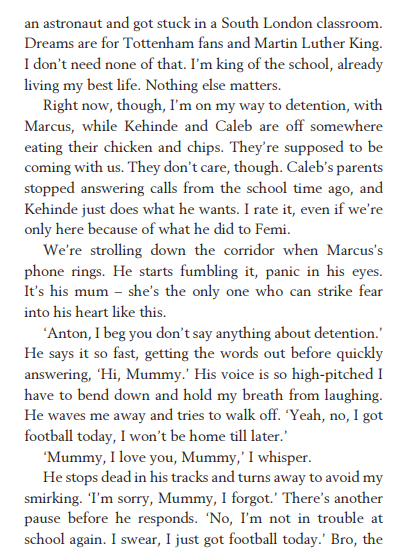 an astronaut and got stuck in a South London classroom.
Dreams are for Tottenham fans and Martin Luther King.
I don’t need none of that. I’m king of the school, already
living my best life. Nothing else matters.
Right now, though, I’m on my way to detention, with
Marcus, while Kehinde and Caleb are off somewhere
eating their chicken and chips. They’re supposed to be
coming with us. They don’t care, though. Caleb’s parents
stopped answering calls from the school time ago, and
Kehinde just does what he wants. I rate it, even if we’re
only here because of what he did to Femi.
We’re strolling down the corridor when Marcus’s
phone rings. He starts fumbling it, panic in his eyes.
It’s his mum – she’s the only one who can strike fear
into his heart like this.
‘Anton, I beg you don’t say anything about detention.’
He says it so fast, getting the words out before quickly
answering, ‘Hi, Mummy.’ His voice is so high-pitched I
have to bend down and hold my breath from laughing.
He waves me away and tries to walk off. ‘Yeah, no, I got
football today, I won’t be home till later.’
‘Mummy, I love you, Mummy,’ I whisper.
He stops dead in his tracks and turns away to avoid my
smirking. ‘I’m sorry, Mummy, I forgot.’ There’s another
pause before he responds. ‘No, I’m not in trouble at
school again. I swear, I just got football today.’ Bro, the